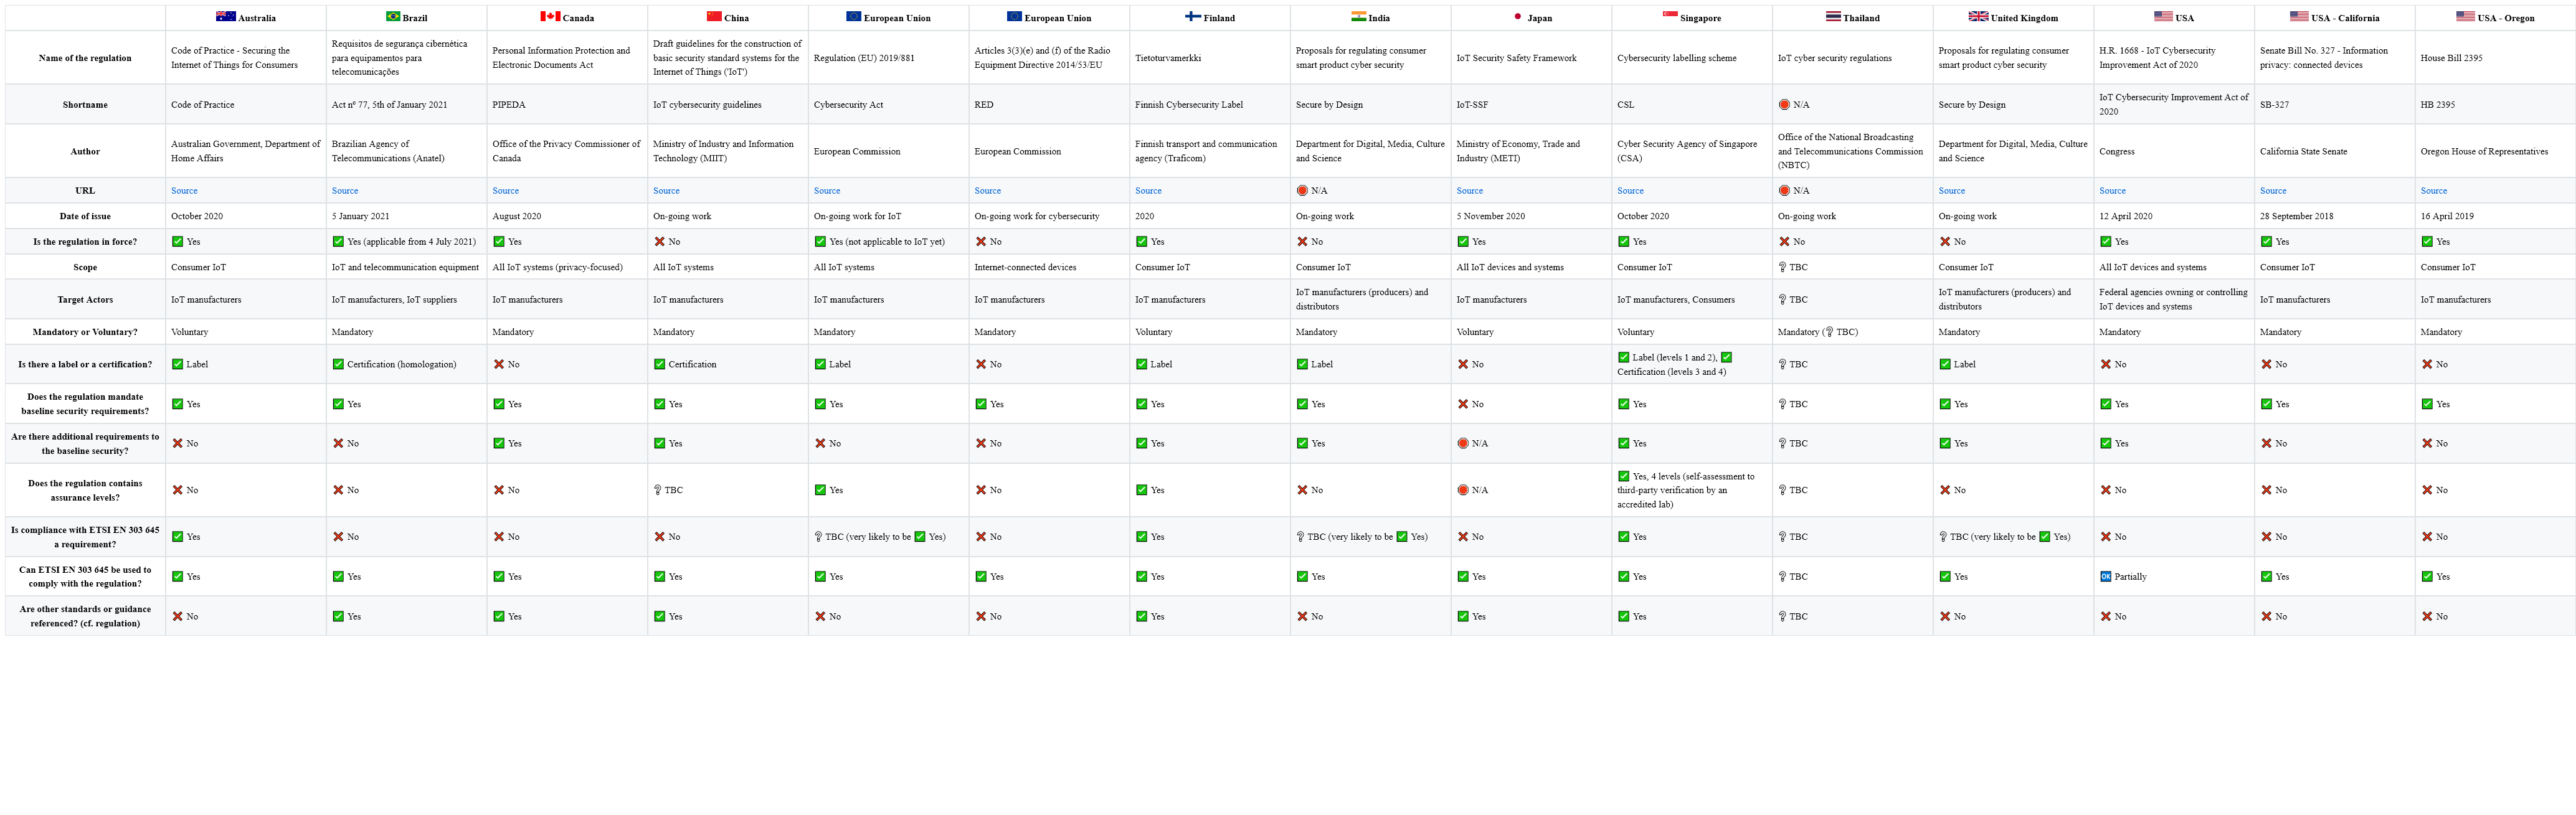 Australia Brazil Canada China European Union European Union Finland India Japan Singapore Thailand United Kingdom USA USA - California USA - Oregon
Name of the regulation
Code of Practice - Securing the
Internet of Things for Consumers
Requisitos de segurança cibernética
para equipamentos para
telecomunicações
Personal Information Protection and
Electronic Documents Act
Draft guidelines for the construction of
basic security standard systems for the
Internet of Things ('IoT')
Regulation (EU) 2019/881
Articles 3(3)(e) and (f) of the Radio
Equipment Directive 2014/53/EU
Tietoturvamerkki
Proposals for regulating consumer
smart product cyber security
IoT Security Safety Framework
Cybersecurity labelling scheme
IoT cyber security regulations
Proposals for regulating consumer
smart product cyber security
H.R. 1668 - IoT Cybersecurity
Improvement Act of 2020
Senate Bill No. 327 - Information
privacy: connected devices
House Bill 2395
Shortname
Code of Practice
Act nº 77, 5th of January 2021
PIPEDA
IoT cybersecurity guidelines
Cybersecurity Act
RED
Finnish Cybersecurity Label
Secure by Design
IoT-SSF
CSL
N/A
Secure by Design
IoT Cybersecurity Improvement Act of
2020
SB-327
HB 2395
Author
Australian Government, Department of
Home Affairs
Brazilian Agency of
Telecommunications (Anatel)
Office of the Privacy Commissioner of
Canada
Ministry of Industry and Information
Technology (MIIT)
European Commission
European Commission
Finnish transport and communication
agency (Traficom)
Department for Digital, Media, Culture
and Science
Ministry of Economy, Trade and
Industry (METI)
Cyber Security Agency of Singapore
(CSA)
Office of the National Broadcasting
and Telecommunications Commission
(NBTC)
Department for Digital, Media, Culture
and Science
Congress
California State Senate
Oregon House of Representatives
URL Source Source Source Source Source Source Source N/A Source Source N/A Source Source Source Source
Date of issue October 2020 5 January 2021 August 2020 On-going work On-going work for IoT On-going work for cybersecurity 2020 On-going work 5 November 2020 October 2020 On-going work On-going work 12 April 2020 28 September 2018 16 April 2019
Is the regulation in force? Yes Yes (applicable from 4 July 2021) Yes No Yes (not applicable to IoT yet) No Yes No Yes Yes No No Yes Yes Yes
Scope Consumer IoT IoT and telecommunication equipment All IoT systems (privacy-focused) All IoT systems All IoT systems Internet-connected devices Consumer IoT Consumer IoT All IoT devices and systems Consumer IoT TBC Consumer IoT All IoT devices and systems Consumer IoT Consumer IoT
Target Actors
IoT manufacturers
IoT manufacturers, IoT suppliers
IoT manufacturers
IoT manufacturers
IoT manufacturers
IoT manufacturers
IoT manufacturers
IoT manufacturers (producers) and
distributors
IoT manufacturers
IoT manufacturers, Consumers
TBC
IoT manufacturers (producers) and
distributors
Federal agencies owning or controlling
IoT devices and systems
IoT manufacturers
IoT manufacturers
Mandatory or Voluntary? Voluntary Mandatory Mandatory Mandatory Mandatory Mandatory Voluntary Mandatory Voluntary Voluntary Mandatory (? TBC) Mandatory Mandatory Mandatory Mandatory
Is there a label or a certification?
Label
Certification (homologation)
No
Certification
Label
No
Label
Label
No
Label (levels 1 and 2),
Certification (levels 3 and 4)
TBC
Label
No
No
No
Does the regulation mandate
baseline security requirements?
Yes Yes Yes Yes Yes Yes Yes Yes No Yes TBC Yes Yes Yes Yes
Are there additional requirements to
the baseline security?
No No Yes Yes No No Yes Yes N/A Yes TBC Yes Yes No No
Does the regulation contains
assurance levels?
No No No TBC Yes No Yes No N/A
Yes, 4 levels (self-assessment to
third-party verification by an
accredited lab)
TBC No No No No
Is compliance with ETSI EN 303 645
a requirement?
Yes No No No TBC (very likely to be Yes) No Yes TBC (very likely to be Yes) No Yes TBC TBC (very likely to be Yes) No No No
Can ETSI EN 303 645 be used to
comply with the regulation?
Yes Yes Yes Yes Yes Yes Yes Yes Yes Yes TBC Yes OK Partially Yes Yes
Are other standards or guidance
referenced? (cf. regulation)
No Yes Yes Yes No No Yes No Yes Yes TBC No No No No